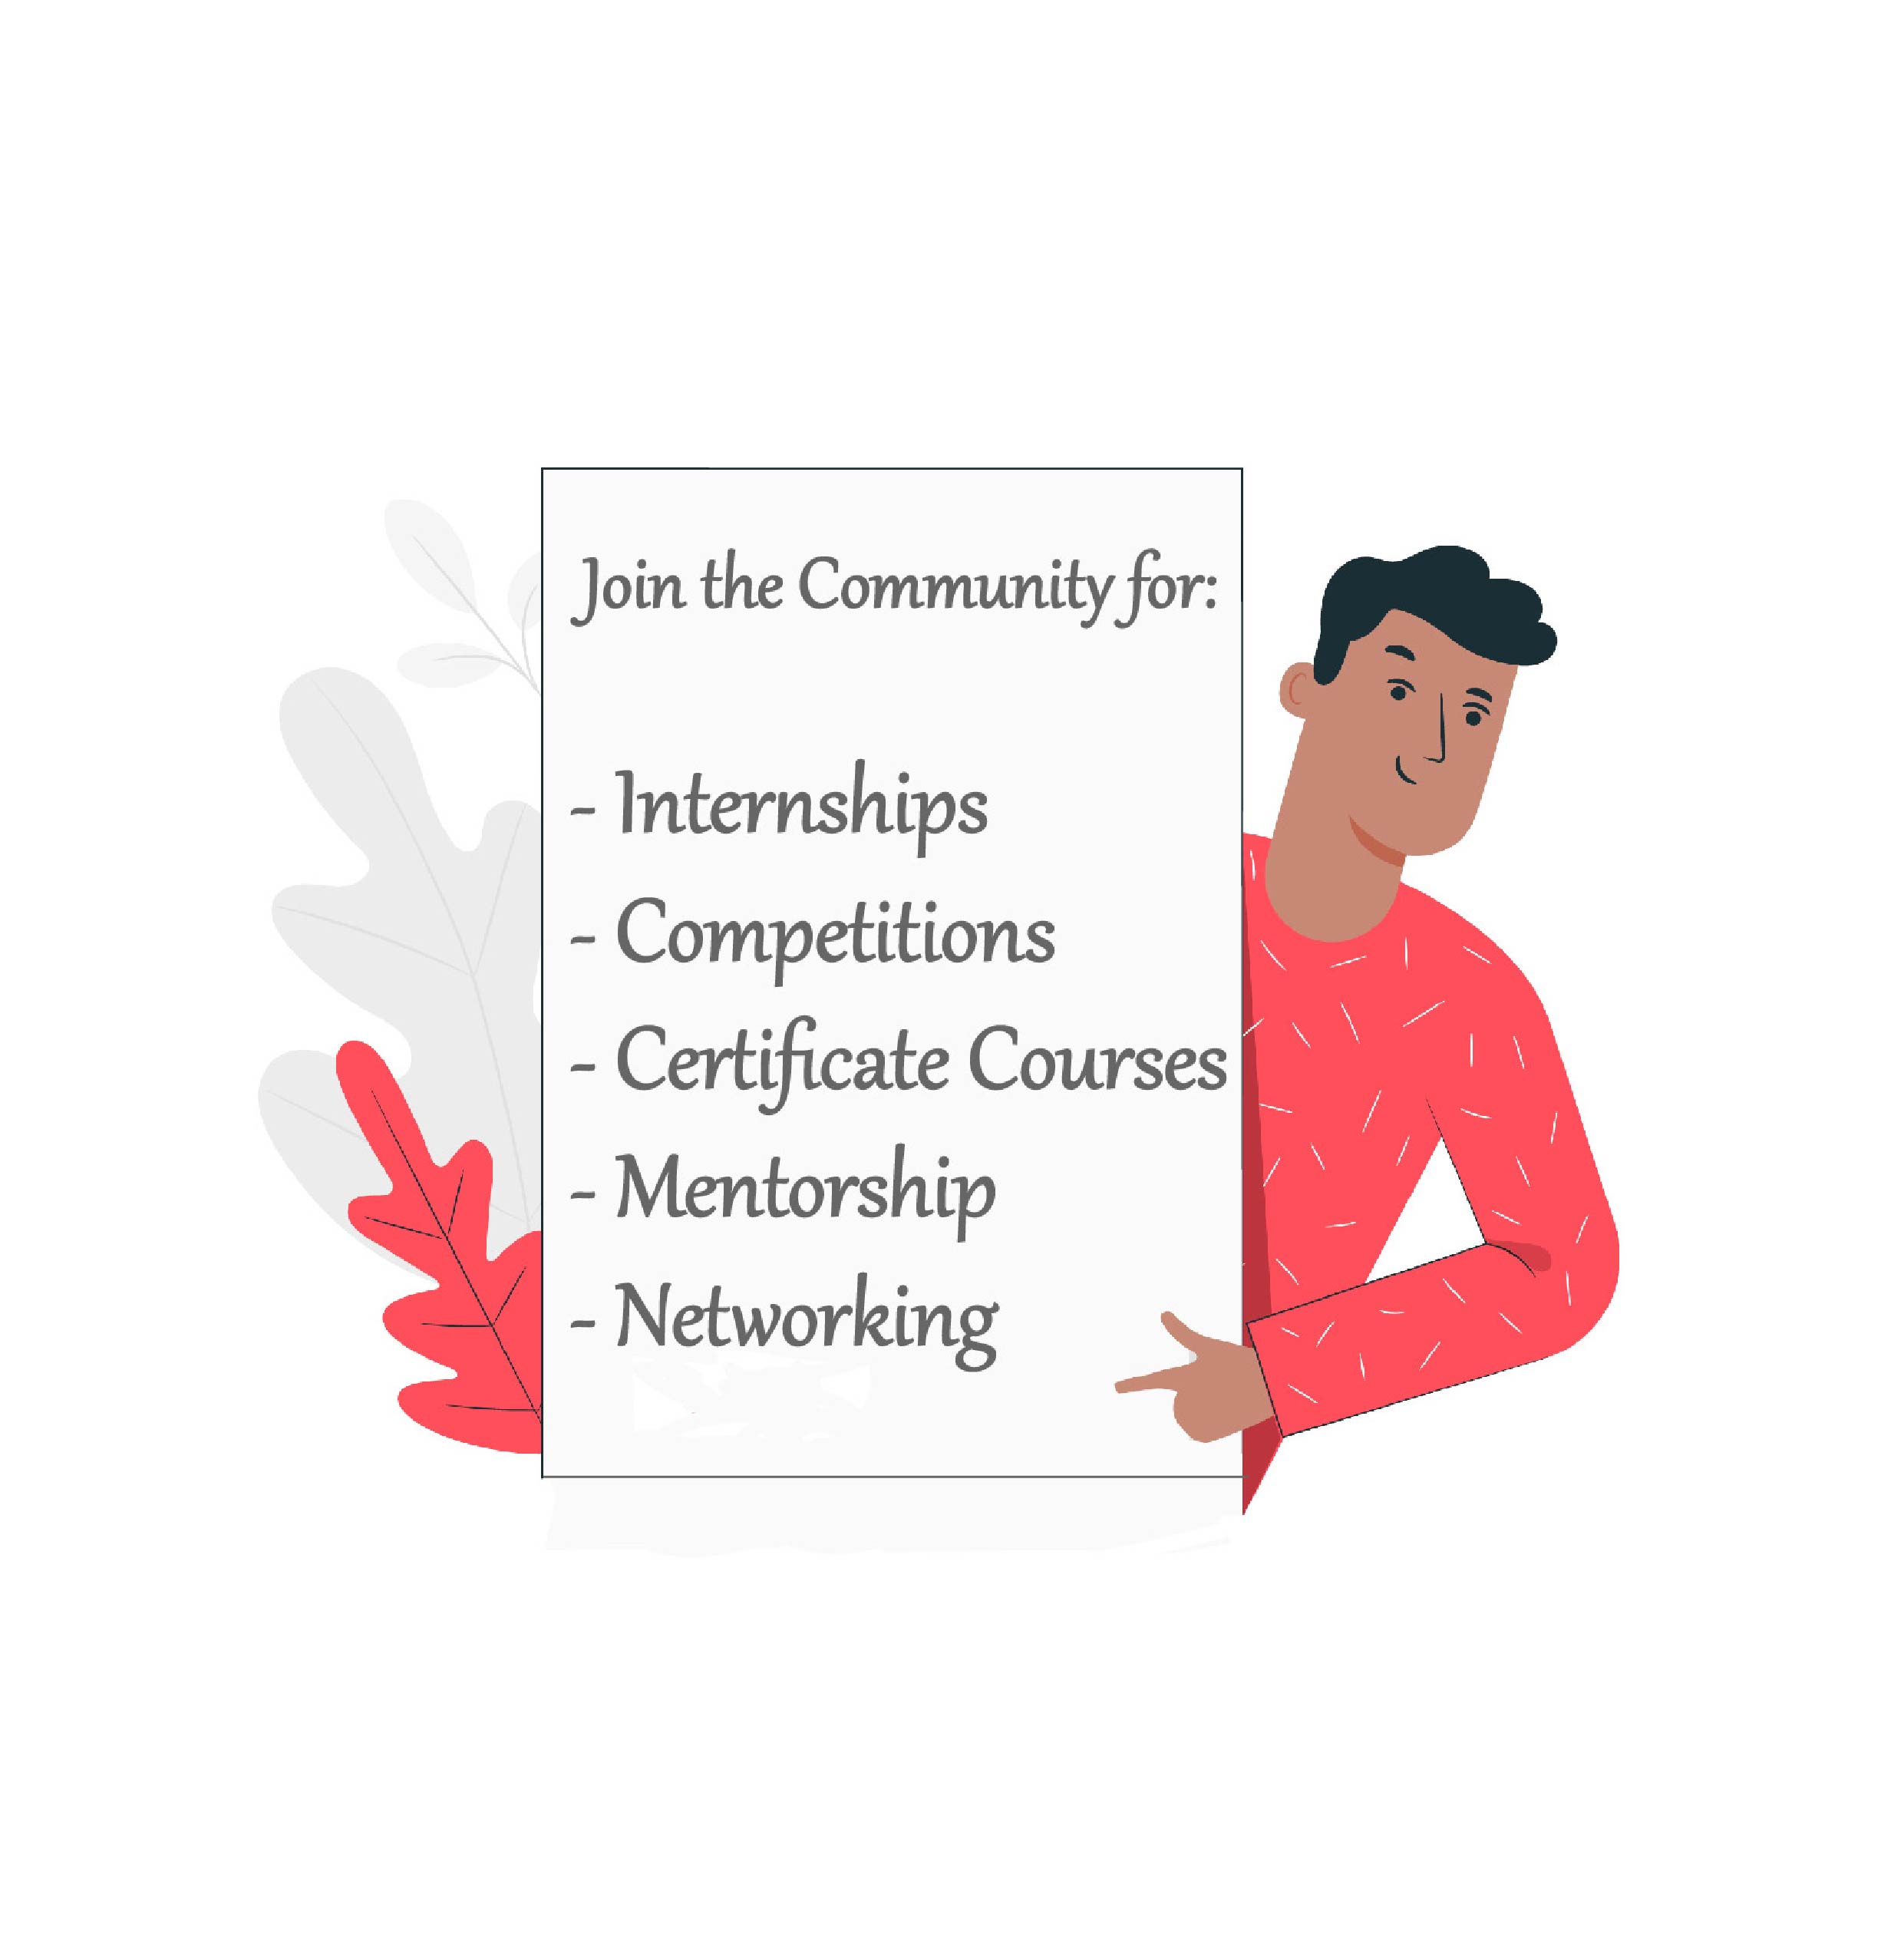 Join the Community for:
- Internships
- Competitions
- Certificate Courses
- Mentorship
- Networking